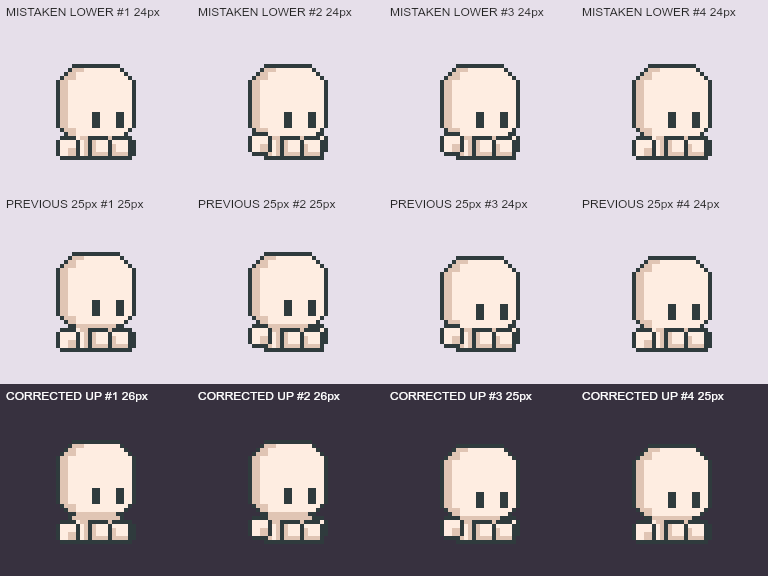 MISTAKEN LOWER #1 24px
MISTAKEN LOWER #2 24px
MISTAKEN LOWER #3 24px
MISTAKEN LOWER #4 24px
PREVIOUS 25px #1 25px
PREVIOUS 25px #2 25px
PREVIOUS 25px #3 24px
PREVIOUS 25px #4 24px
CORRECTED UP #1 26px
CORRECTED UP #2 26px
CORRECTED UP #3 25px
CORRECTED UP #4 25px